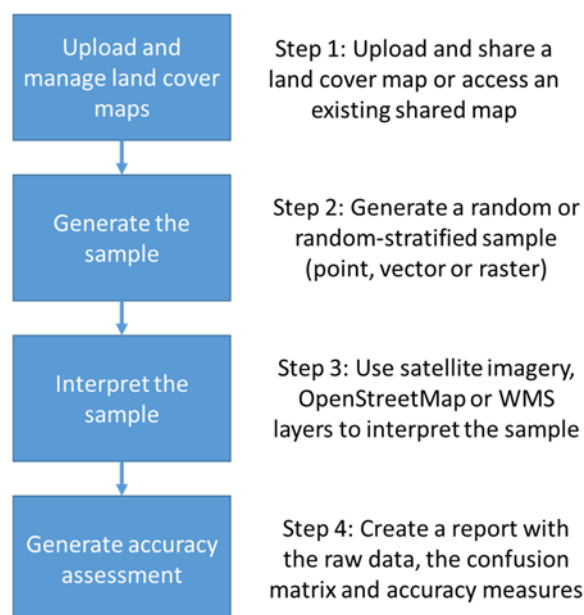 Upload and
manage land cover
maps
Step 1: Upload and share a
land cover map or access an
existing shared map
Generate the
sample
Step 2: Generate a random or
random-stratified sample
(point, vector or raster)
Interpret the
sample
Step 3: Use satellite imagery,
OpenStreetMap or WMS
layers to interpret the sample
Generate accuracy
assessment
Step 4: Create a report with
the raw data, the confusion
matrix and accuracy measures